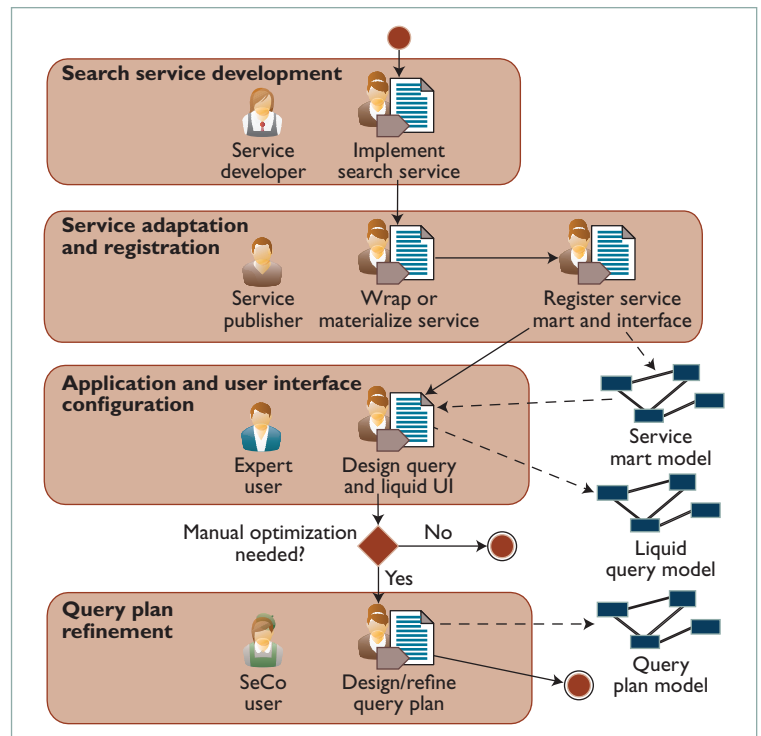 Search service development
Service
developer
Implement
search service
Service adaptation
and registration
Service
publisher
Wrap or
materialize service
Register service
mart and interface
Application and user interface
configuration
Expert
user
Design query
and liquid UI
Service
mart model
Manual optimization
needed?
No
Liquid
query model
Yes
Query plan
refinement
SeCo
user
Design/refine
query plan
Query
plan model